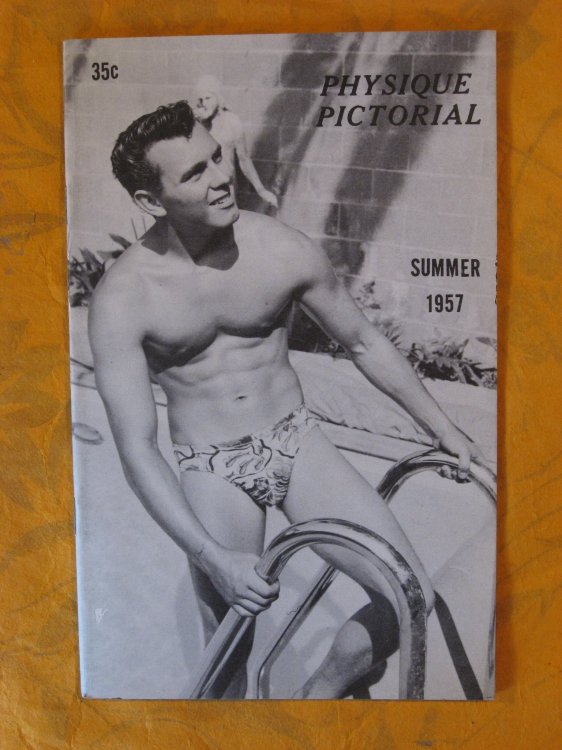 35c
PHYSIQUE
PICTORIAL
SUMMER
1957